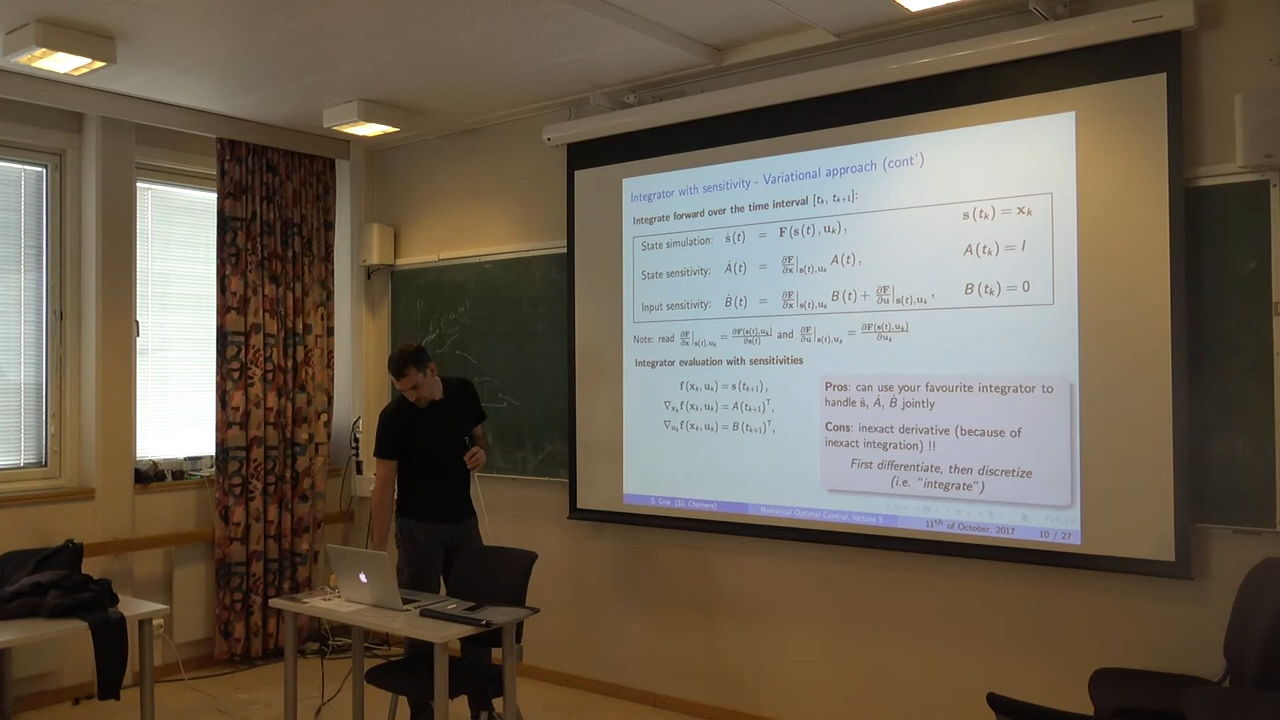 Integrator with sensitivity - Variational approach (cont')
Integrate forward over the time interval [tₖ, tₖ₊₁]:
State simulation: ṡ(t) = F(s(t), uₖ), s(tₖ) = xₖ
State sensitivity: Ȧ(t) = ∂F/∂x|s(t),uₖ A(t), A(tₖ) = I
Input sensitivity: Ḃ(t) = ∂F/∂x|s(t),uₖ B(t) + ∂F/∂u|s(t),uₖ, B(tₖ) = 0
Note: read ∂F/∂x|s(t),uₖ = ∂F(s(t),uₖ)/∂s(t) and ∂F/∂u|s(t),uₖ = ∂F(s(t),uₖ)/∂uₖ
Integrator evaluation with sensitivities
f(xₖ, uₖ) = s(tₖ₊₁),
∇xₖ f(xₖ, uₖ) = A(tₖ₊₁)ᵀ,
∇uₖ f(xₖ, uₖ) = B(tₖ₊₁)ᵀ,
Pros: can use your favourite integrator to
handle ṡ, Ȧ, Ḃ jointly
Cons: inexact derivative (because of
inexact integration) !!
First differentiate, then discretize
(i.e. "integrate")
S. Gros (S2, Chalmers) Numerical Optimal Control, lecture 5 11th of October, 2017 10 / 27